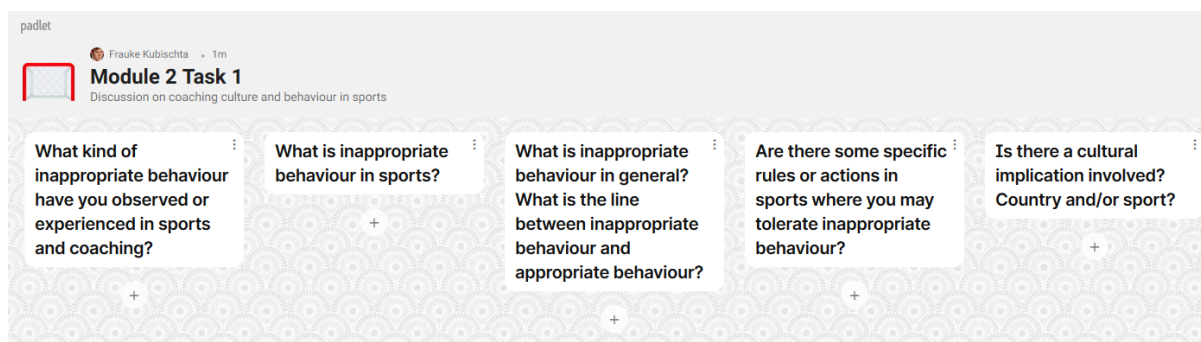 padlet
Frauke Kubischta • 1m
Module 2 Task 1
Discussion on coaching culture and behaviour in sports
What kind of
inappropriate behaviour
have you observed or
experienced in sports
and coaching?
What is inappropriate
behaviour in sports?
What is inappropriate
behaviour in general?
What is the line
between inappropriate
behaviour and
appropriate behaviour?
Are there some specific
rules or actions in
sports where you may
tolerate inappropriate
behaviour?
Is there a cultural
implication involved?
Country and/or sport?